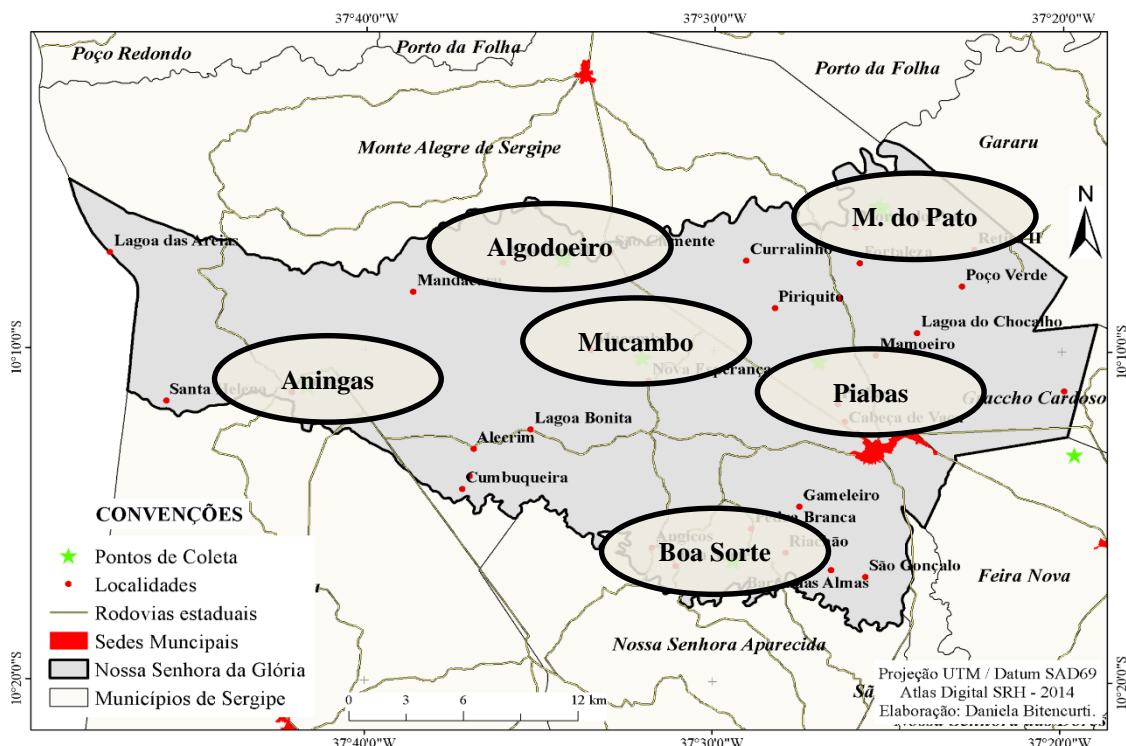 37°40'0"W
37°30'0"W
37°20'0"W
Poço Redondo
Porto da Folha
Porto da Folha
Monte Alegre de Sergipe
Gararu
N
M. do Pato
Algodoeiro
Lagoa das Areias
São Clemente
Curralinho
Fortaleza
Mandacaru
Poço Verde
Piriquito
Lagoa do Chocalho
Mucambo
Mamoeiro
10°10'0"S
10°10'0"S
Nova Esperança
Aningas
Piabas
Santa Helena
Graccho Cardoso
Lagoa Bonita
Cabeça de Vaca
Alecrim
Cumbuqueira
Gameleiro
Pedra Branca
Angicos
Boa Sorte
Riachão
São Gonçalo
das Almas
Feira Nova
Nossa Senhora Aparecida
CONVENÇÕES
Pontos de Coleta
Localidades
Rodovias estaduais
Sedes Muncipais
Nossa Senhora da Glória
Municípios de Sergipe
0 3 6 12 km
Projeção UTM / Datum SAD69
Atlas Digital SRH - 2014
Elaboração: Daniela Bitencurti.
10°20'0"S
10°20'0"S
37°40'0"W
37°30'0"W
37°20'0"W